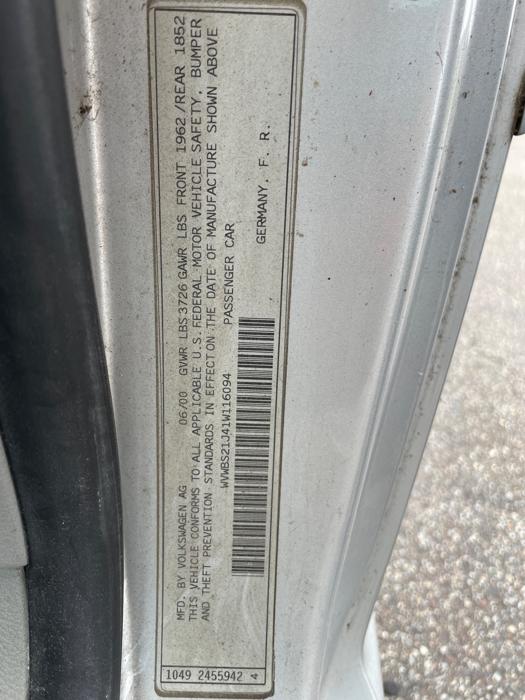 MFD. BY VOLKSWAGEN AG 06/00 GVWR LBS 3726 GAWR LBS FRONT 1962/REAR 1852
THIS VEHICLE CONFORMS TO ALL APPLICABLE U.S. FEDERAL MOTOR VEHICLE SAFETY, BUMPER
AND THEFT PREVENTION STANDARDS IN EFFECT ON THE DATE OF MANUFACTURE SHOWN ABOVE
WVWBS21J41W116094 PASSENGER CAR
GERMANY, F. R.
1049 2455942 4